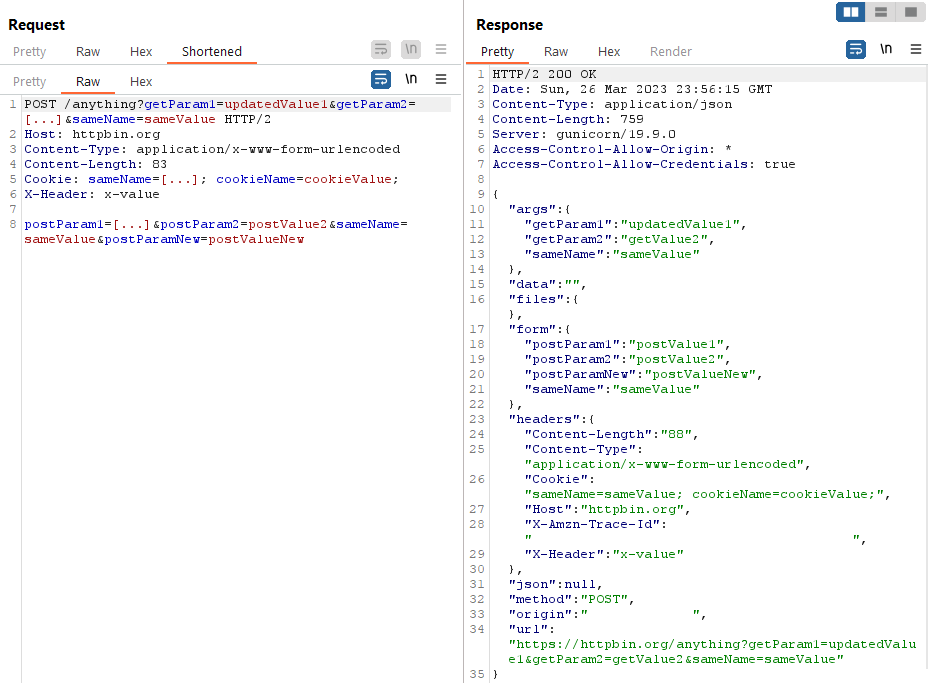 Request
Pretty Raw Hex Shortened \n
Pretty Raw Hex \n
1 POST /anything?getParam1=updatedValue1&getParam2=
[...]&sameName=sameValue HTTP/2
2 Host: httpbin.org
3 Content-Type: application/x-www-form-urlencoded
4 Content-Length: 83
5 Cookie: sameName=[...]; cookieName=cookieValue;
6 X-Header: x-value
7
8 postParam1=[...]&postParam2=postValue2&sameName=
sameValue&postParamNew=postValueNew
Response
Pretty Raw Hex Render \n
1 HTTP/2 200 OK
2 Date: Sun, 26 Mar 2023 23:56:15 GMT
3 Content-Type: application/json
4 Content-Length: 759
5 Server: gunicorn/19.9.0
6 Access-Control-Allow-Origin: *
7 Access-Control-Allow-Credentials: true
8
9 {
10 "args":{
11 "getParam1":"updatedValue1",
12 "getParam2":"getValue2",
13 "sameName":"sameValue"
14 },
15 "data":"",
16 "files":{
},
17 "form":{
18 "postParam1":"postValue1",
19 "postParam2":"postValue2",
20 "postParamNew":"postValueNew",
21 "sameName":"sameValue"
22 },
23 "headers":{
24 "Content-Length":"88",
25 "Content-Type":
"application/x-www-form-urlencoded",
26 "Cookie":
"sameName=sameValue; cookieName=cookieValue;",
27 "Host":"httpbin.org",
28 "X-Amzn-Trace-Id":
" ",
29 "X-Header":"x-value"
30 },
31 "json":null,
32 "method":"POST",
33 "origin":" ",
34 "url":
"https://httpbin.org/anything?getParam1=updatedValu
e1&getParam2=getValue2&sameName=sameValue"
35 }